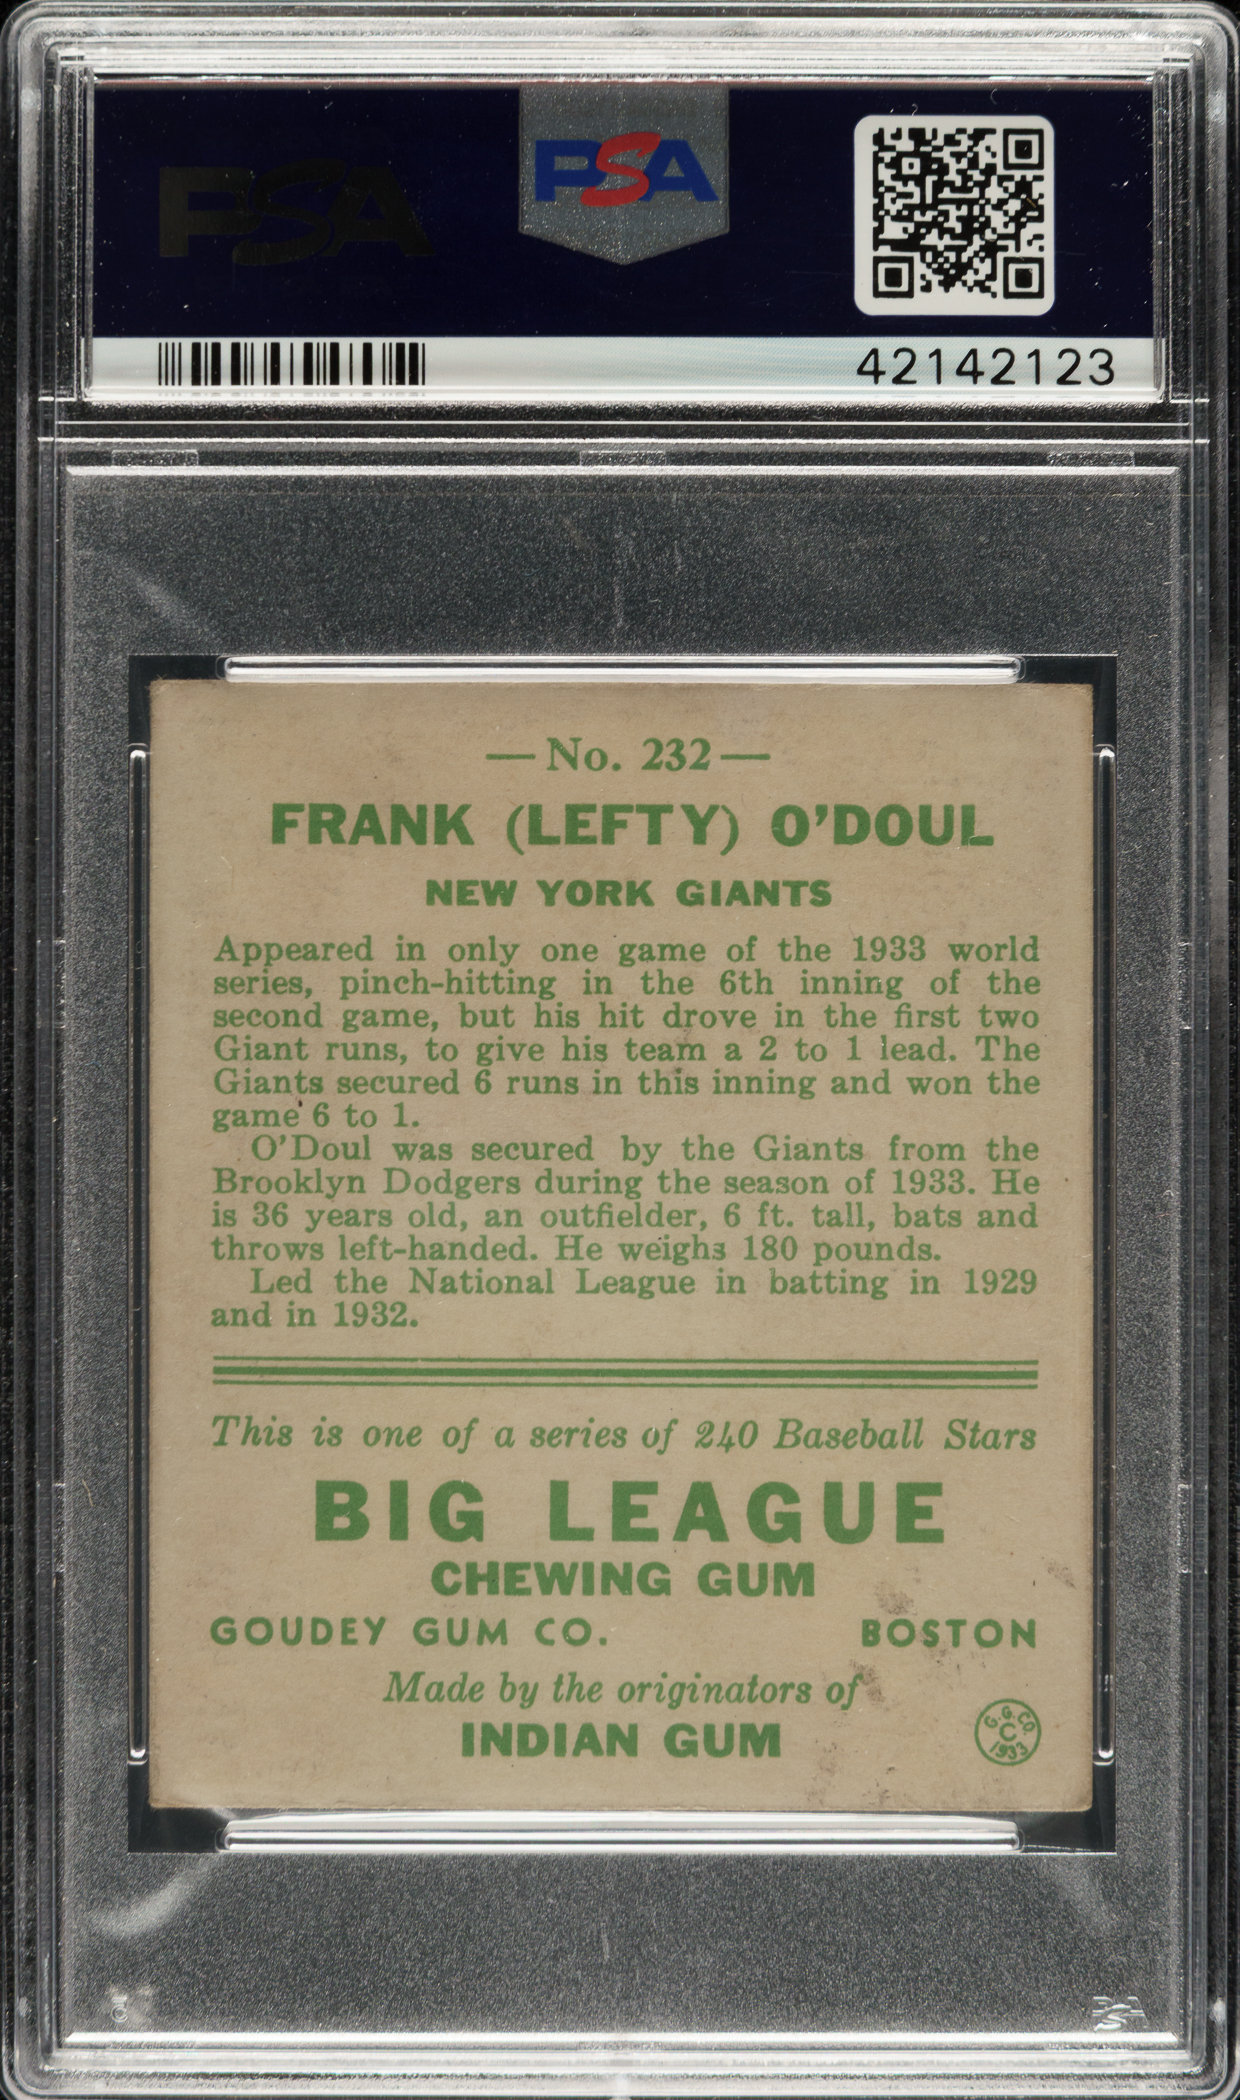 PSA
PSA
42142123
—No. 232—
FRANK (LEFTY) O'DOUL
NEW YORK GIANTS
Appeared in only one game of the 1933 world
series, pinch-hitting in the 6th inning of the
second game, but his hit drove in the first two
Giant runs, to give his team a 2 to 1 lead. The
Giants secured 6 runs in this inning and won the
game 6 to 1.
O'Doul was secured by the Giants from the
Brooklyn Dodgers during the season of 1933. He
is 36 years old, an outfielder, 6 ft. tall, bats and
throws left-handed. He weighs 180 pounds.
Led the National League in batting in 1929
and in 1932.
This is one of a series of 240 Baseball Stars
BIG LEAGUE
CHEWING GUM
GOUDEY GUM CO. BOSTON
Made by the originators of
INDIAN GUM
G.G.CO.
C
1933
PSA